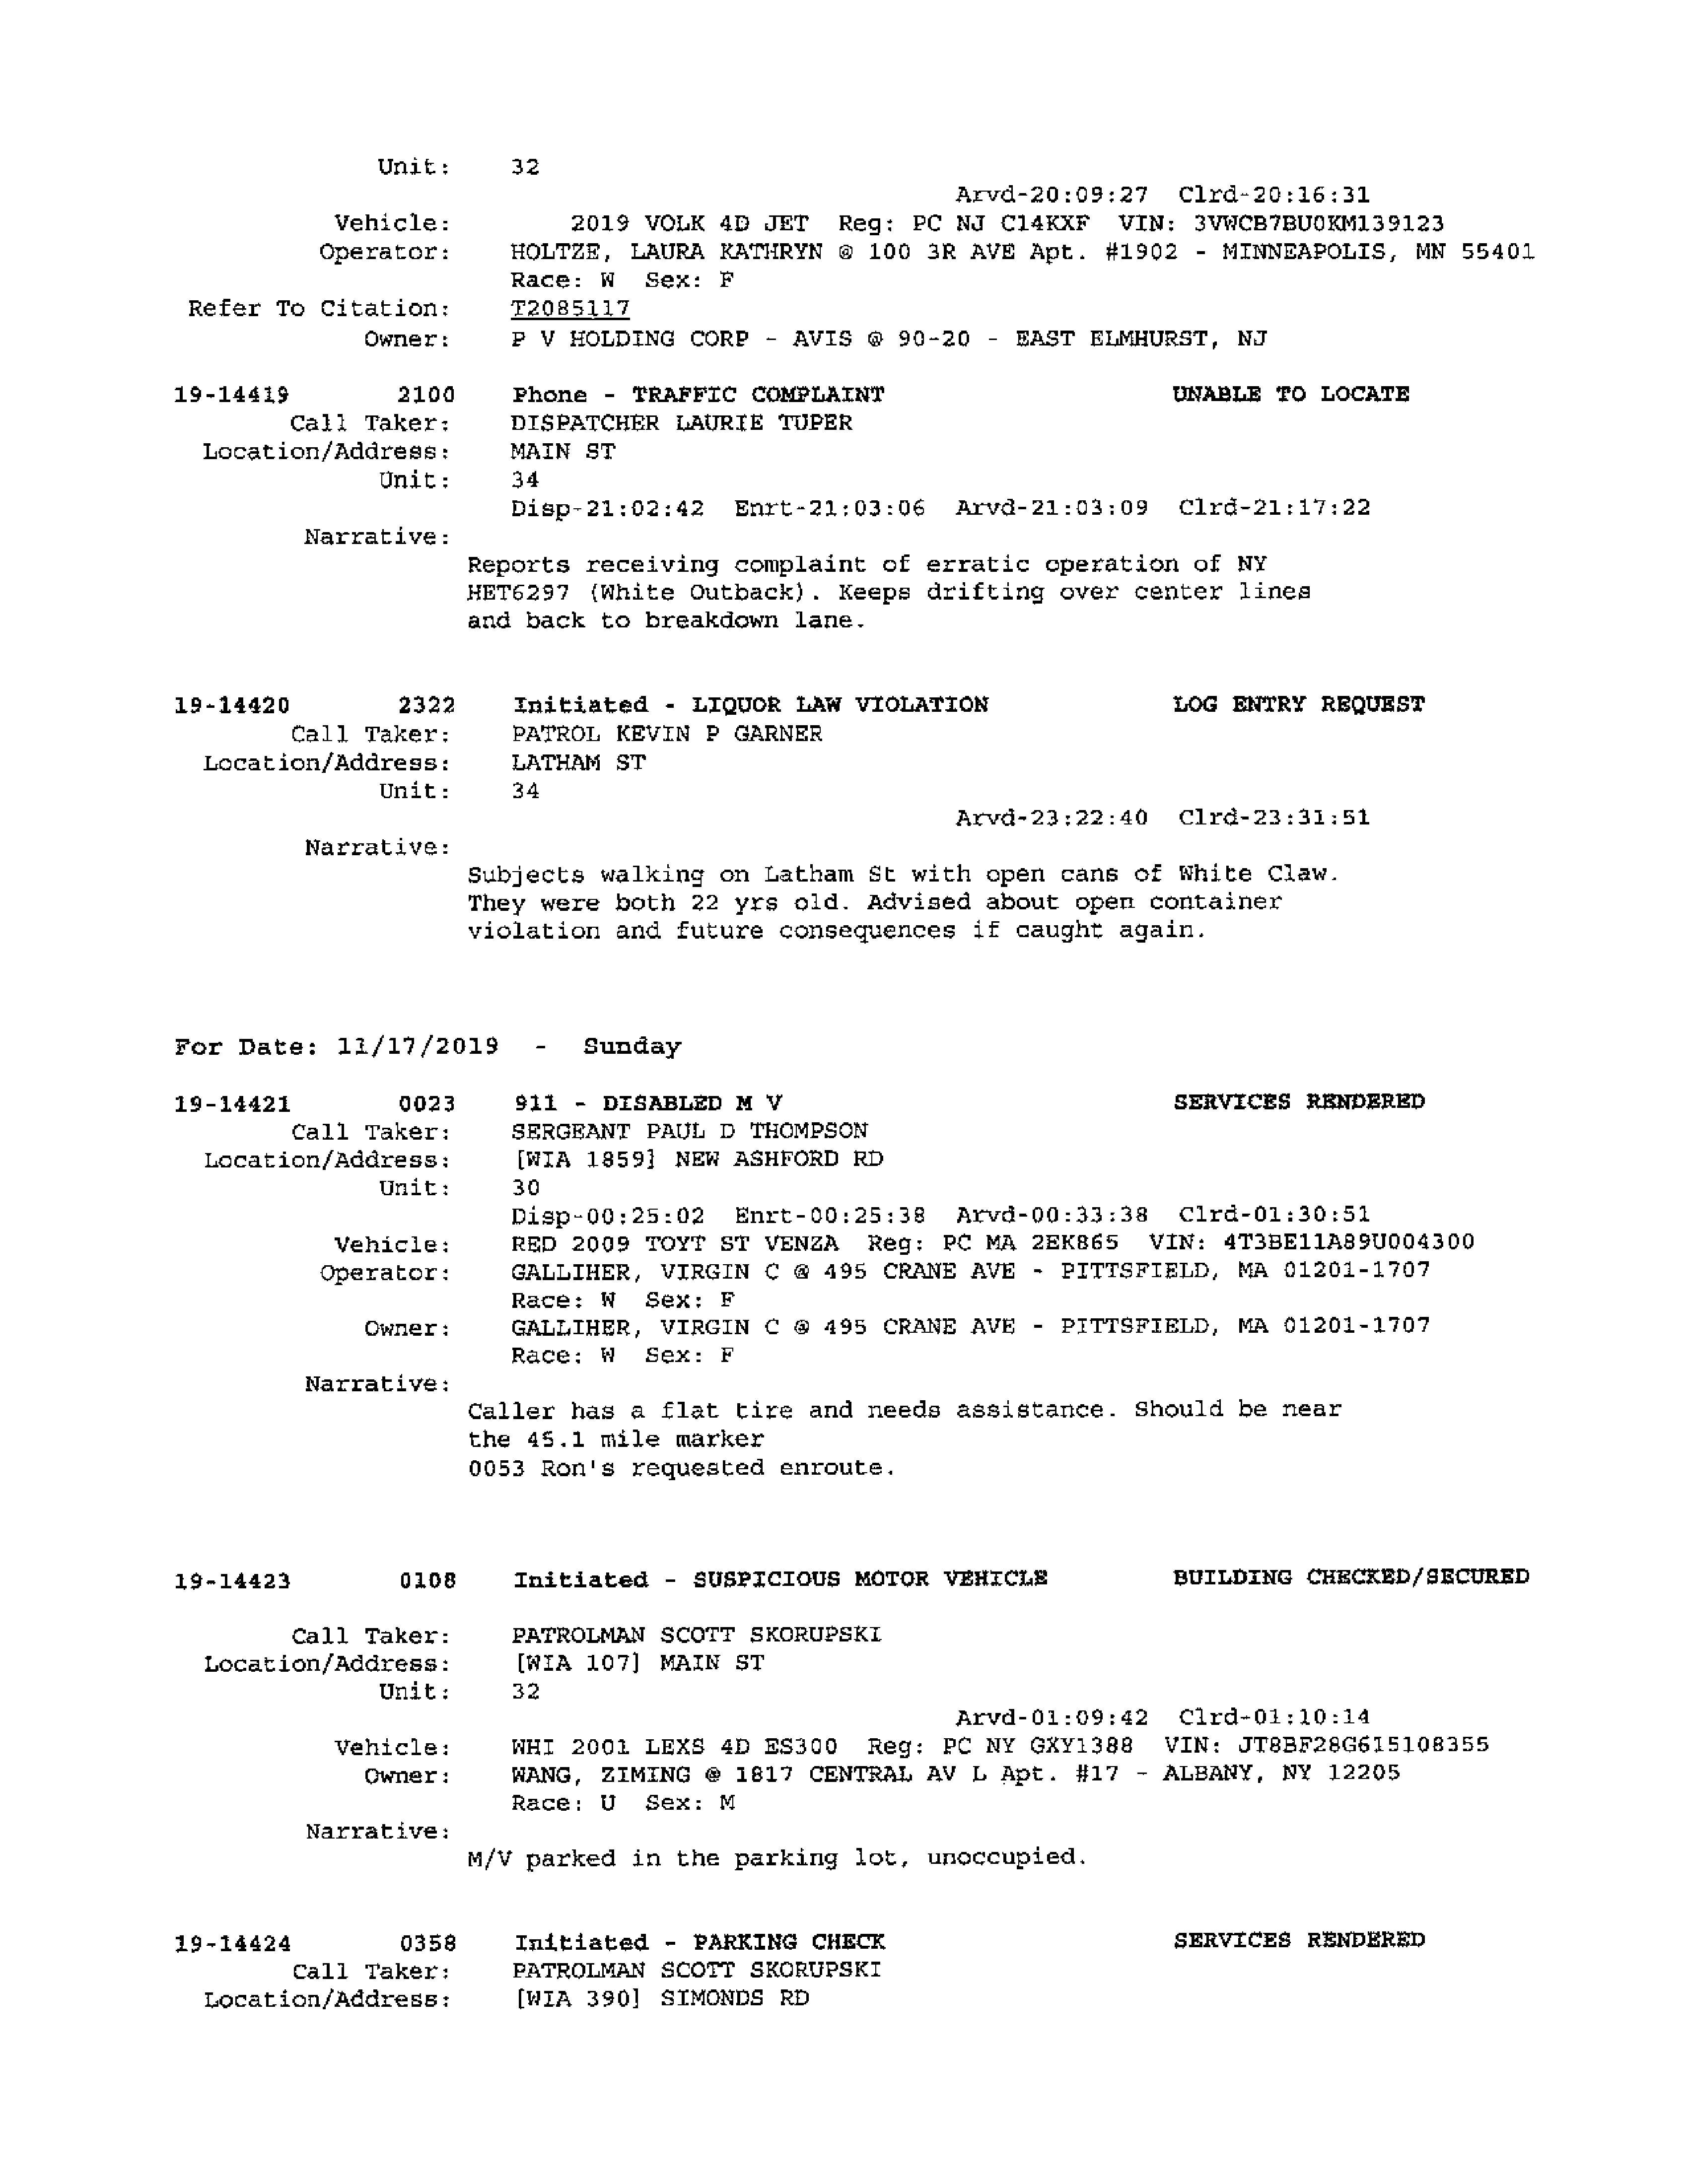 Unit: 32
Arvd-20:09:27 Clrd-20:16:31
Vehicle: 2019 VOLK 4D JET Reg: PC NJ C14KXF VIN: 3VWCB7BU0KM139123
Operator: HOLTZE, LAURA KATHRYN @ 100 3R AVE Apt. #1902 - MINNEAPOLIS, MN 55401
Race: W Sex: F
Refer To Citation: T2085117
Owner: P V HOLDING CORP - AVIS @ 90-20 - EAST ELMHURST, NJ
19-14419 2100 Phone - TRAFFIC COMPLAINT UNABLE TO LOCATE
Call Taker: DISPATCHER LAURIE TUPER
Location/Address: MAIN ST
Unit: 34
Disp-21:02:42 Enrt-21:03:06 Arvd-21:03:09 Clrd-21:17:22
Narrative:
Reports receiving complaint of erratic operation of NY
HET6297 (White Outback). Keeps drifting over center lines
and back to breakdown lane.
19-14420 2322 Initiated - LIQUOR LAW VIOLATION LOG ENTRY REQUEST
Call Taker: PATROL KEVIN P GARNER
Location/Address: LATHAM ST
Unit: 34
Arvd-23:22:40 Clrd-23:31:51
Narrative:
Subjects walking on Latham St with open cans of White Claw.
They were both 22 yrs old. Advised about open container
violation and future consequences if caught again.
For Date: 11/17/2019 - Sunday
19-14421 0023 911 - DISABLED M V SERVICES RENDERED
Call Taker: SERGEANT PAUL D THOMPSON
Location/Address: [WIA 1859] NEW ASHFORD RD
Unit: 30
Disp-00:25:02 Enrt-00:25:38 Arvd-00:33:38 Clrd-01:30:51
Vehicle: RED 2009 TOYT ST VENZA Reg: PC MA 2EK865 VIN: 4T3BE11A89U004300
Operator: GALLIHER, VIRGIN C @ 495 CRANE AVE - PITTSFIELD, MA 01201-1707
Race: W Sex: F
Owner: GALLIHER, VIRGIN C @ 495 CRANE AVE - PITTSFIELD, MA 01201-1707
Race: W Sex: F
Narrative:
Caller has a flat tire and needs assistance. Should be near
the 45.1 mile marker
0053 Ron's requested enroute.
19-14423 0108 Initiated - SUSPICIOUS MOTOR VEHICLE BUILDING CHECKED/SECURED
Call Taker: PATROLMAN SCOTT SKORUPSKI
Location/Address: [WIA 107] MAIN ST
Unit: 32
Arvd-01:09:42 Clrd-01:10:14
Vehicle: WHI 2001 LEXS 4D ES300 Reg: PC NY GXY1388 VIN: JT8BF28G615108355
Owner: WANG, ZIMING @ 1817 CENTRAL AV L Apt. #17 - ALBANY, NY 12205
Race: U Sex: M
Narrative:
M/V parked in the parking lot, unoccupied.
19-14424 0358 Initiated - PARKING CHECK SERVICES RENDERED
Call Taker: PATROLMAN SCOTT SKORUPSKI
Location/Address: [WIA 390] SIMONDS RD